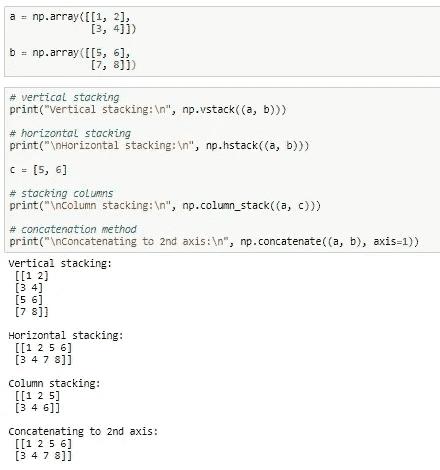 a = np.array([[1, 2],
              [3, 4]])
b = np.array([[5, 6],
              [7, 8]])
# vertical stacking
print("Vertical stacking:\n", np.vstack((a, b)))
# horizontal stacking
print("\nHorizontal stacking:\n", np.hstack((a, b)))
c = [5, 6]
# stacking columns
print("\nColumn stacking:\n", np.column_stack((a, c)))
# concatenation method
print("\nConcatenating to 2nd axis:\n", np.concatenate((a, b), axis=1))
Vertical stacking:
 [[1 2]
 [3 4]
 [5 6]
 [7 8]]
Horizontal stacking:
 [[1 2 5 6]
 [3 4 7 8]]
Column stacking:
 [[1 2 5]
 [3 4 6]]
Concatenating to 2nd axis:
 [[1 2 5 6]
 [3 4 7 8]]